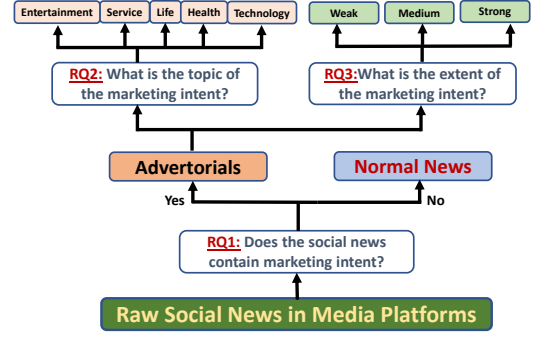 Entertainment Service Life Health Technology Weak Medium Strong
RQ2: What is the topic of
the marketing intent?
RQ3:What is the extent of
the marketing intent?
Advertorials Normal News
Yes No
RQ1: Does the social news
contain marketing intent?
Raw Social News in Media Platforms